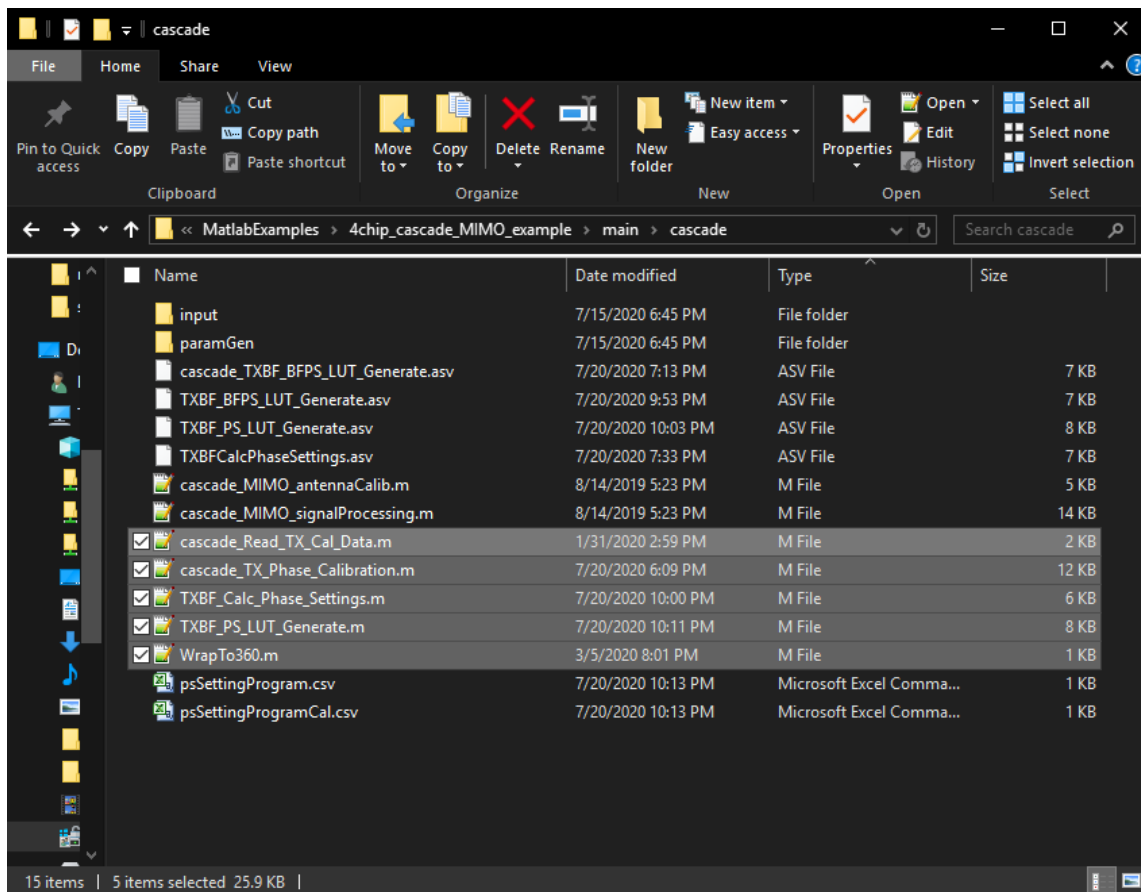 cascade
File Home Share View
Pin to Quick access
Copy
Paste
Cut
Copy path
Paste shortcut
Clipboard
Move to
Copy to
Delete
Rename
Organize
New folder
New item
Easy access
New
Properties
Open
Edit
History
Open
Select all
Select none
Invert selection
Select
« MatlabExamples > 4chip_cascade_MIMO_example > main > cascade
Search cascade
Name Date modified Type Size
input 7/15/2020 6:45 PM File folder
paramGen 7/15/2020 6:45 PM File folder
cascade_TXBF_BFPS_LUT_Generate.asv 7/20/2020 7:13 PM ASV File 7 KB
TXBF_BFPS_LUT_Generate.asv 7/20/2020 9:53 PM ASV File 7 KB
TXBF_PS_LUT_Generate.asv 7/20/2020 10:03 PM ASV File 8 KB
TXBFCalcPhaseSettings.asv 7/20/2020 7:33 PM ASV File 7 KB
cascade_MIMO_antennaCalib.m 8/14/2019 5:23 PM M File 5 KB
cascade_MIMO_signalProcessing.m 8/14/2019 5:23 PM M File 14 KB
cascade_Read_TX_Cal_Data.m 1/31/2020 2:59 PM M File 2 KB
cascade_TX_Phase_Calibration.m 7/20/2020 6:09 PM M File 12 KB
TXBF_Calc_Phase_Settings.m 7/20/2020 10:00 PM M File 6 KB
TXBF_PS_LUT_Generate.m 7/20/2020 10:11 PM M File 8 KB
WrapTo360.m 3/5/2020 8:01 PM M File 1 KB
psSettingProgram.csv 7/20/2020 10:13 PM Microsoft Excel Comma... 1 KB
psSettingProgramCal.csv 7/20/2020 10:13 PM Microsoft Excel Comma... 1 KB
15 items | 5 items selected 25.9 KB |